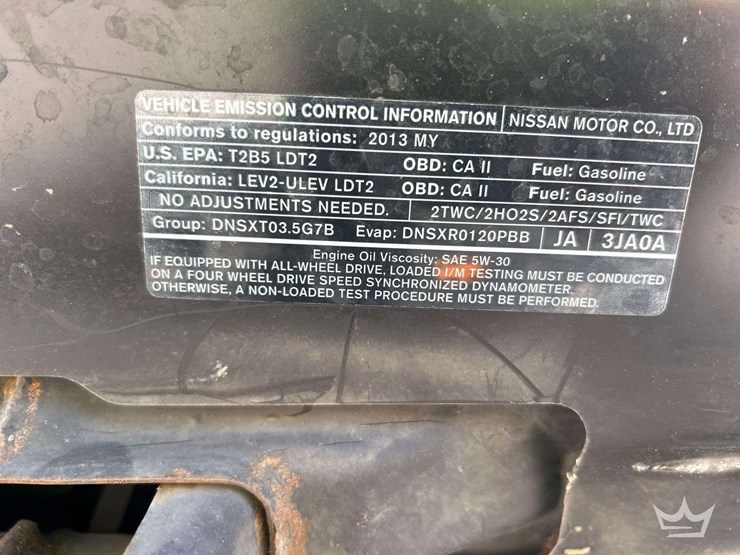 VEHICLE EMISSION CONTROL INFORMATION NISSAN MOTOR CO., LTD
Conforms to regulations: 2013 MY
U.S. EPA: T2B5 LDT2 OBD: CA II Fuel: Gasoline
California: LEV2-ULEV LDT2 OBD: CA II Fuel: Gasoline
NO ADJUSTMENTS NEEDED. 2TWC/2HO2S/2AFS/SFI/TWC
Group: DNSXT03.5G7B Evap: DNSXR0120PBB JA 3JA0A
Engine Oil Viscosity: SAE 5W-30
IF EQUIPPED WITH ALL-WHEEL DRIVE, LOADED I/M TESTING MUST BE CONDUCTED
ON A FOUR WHEEL DRIVE SPEED SYNCHRONIZED DYNAMOMETER.
OTHERWISE, A NON-LOADED TEST PROCEDURE MUST BE PERFORMED.